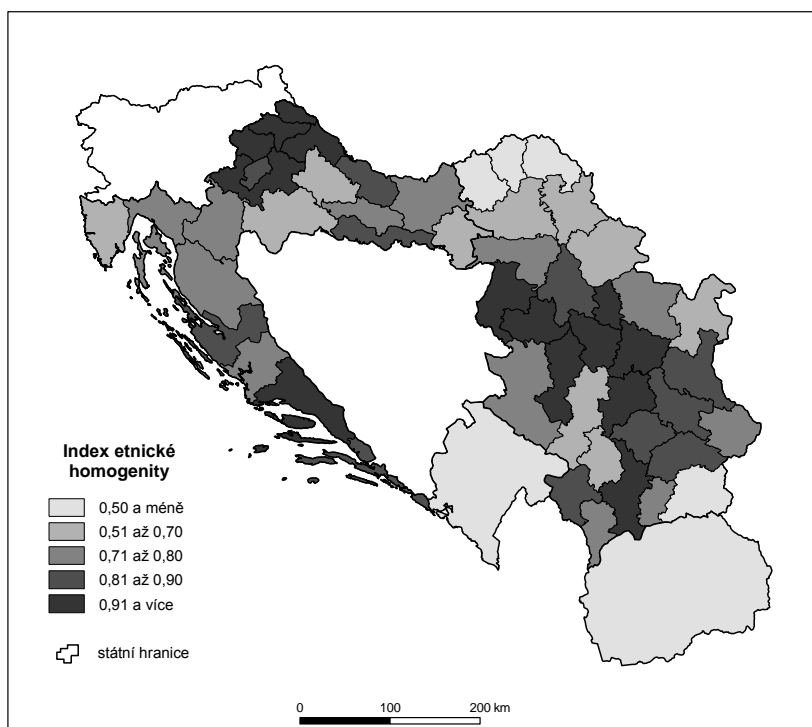 Index etnické
homogenity
0,50 a méně
0,51 až 0,70
0,71 až 0,80
0,81 až 0,90
0,91 a více
státní hranice
0 100 200 km